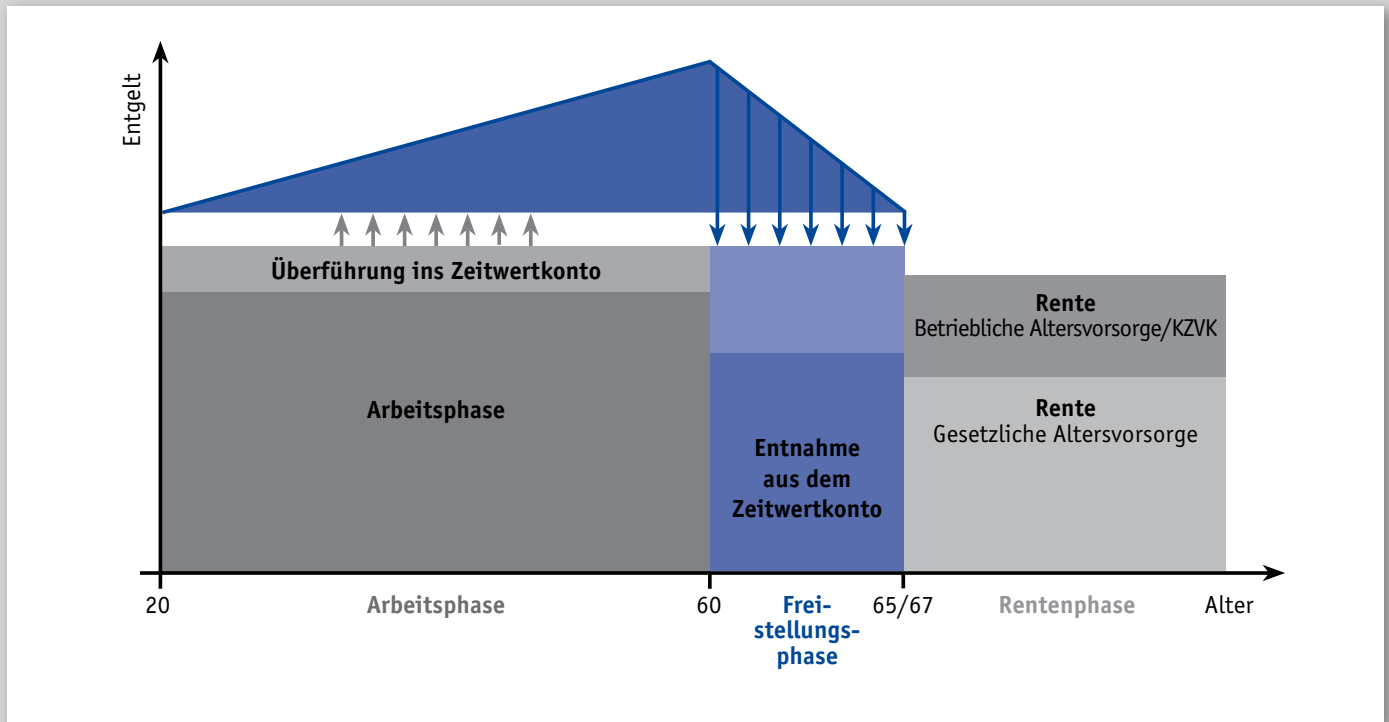 Entgelt
Überführung ins Zeitwertkonto
Arbeitsphase
Entnahme
aus dem
Zeitwertkonto
Rente
Betriebliche Altersvorsorge/KZVK
Rente
Gesetzliche Altersvorsorge
20
Arbeitsphase
60
Frei-
stellungs-
phase
65/67
Rentenphase
Alter